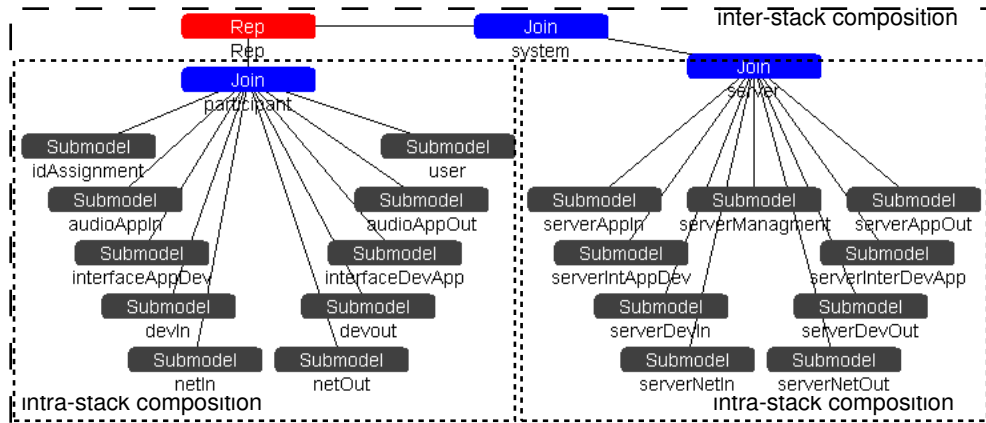 inter-stack composition
Rep
Rep
Join
system
Join
participant
Join
server
Submodel
idAssignment
Submodel
user
Submodel
audioAppIn
Submodel
audioAppOut
Submodel
interfaceAppDev
Submodel
interfaceDevApp
Submodel
devIn
Submodel
devout
Submodel
netIn
Submodel
netOut
intra-stack composition
Submodel
serverAppIn
Submodel
serverManagment
Submodel
serverAppOut
Submodel
serverIntAppDev
Submodel
serverInterDevApp
Submodel
serverDevIn
Submodel
serverDevOut
Submodel
serverNetIn
Submodel
serverNetOut
intra-stack composition